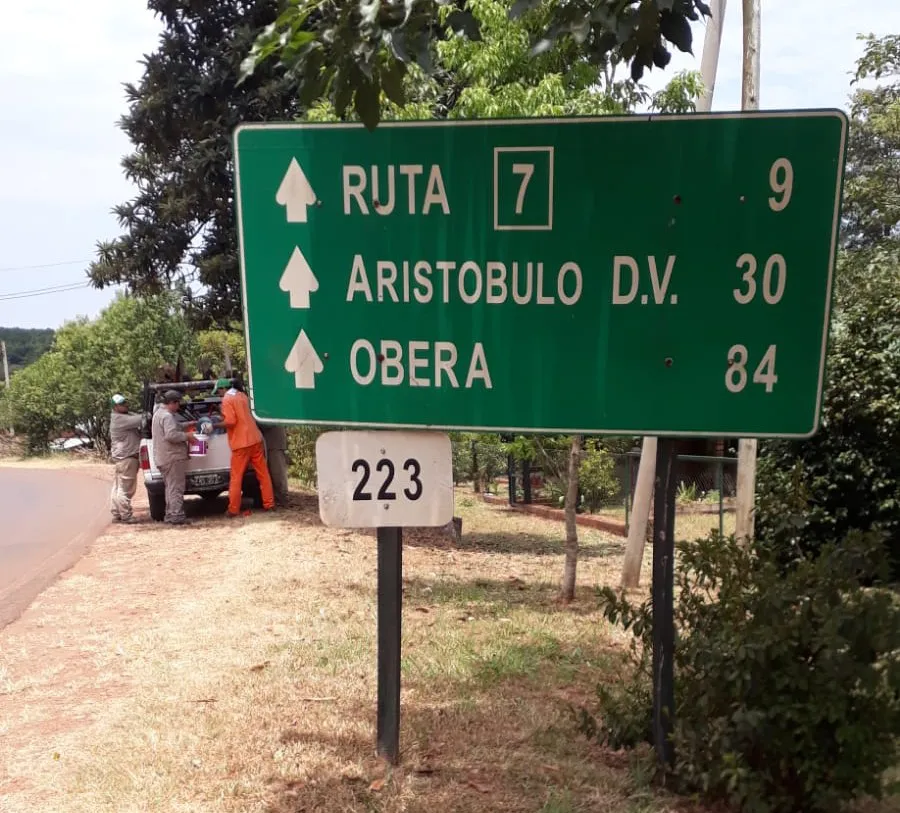 RUTA 7 9
ARISTOBULO D.V. 30
OBERA 84
223